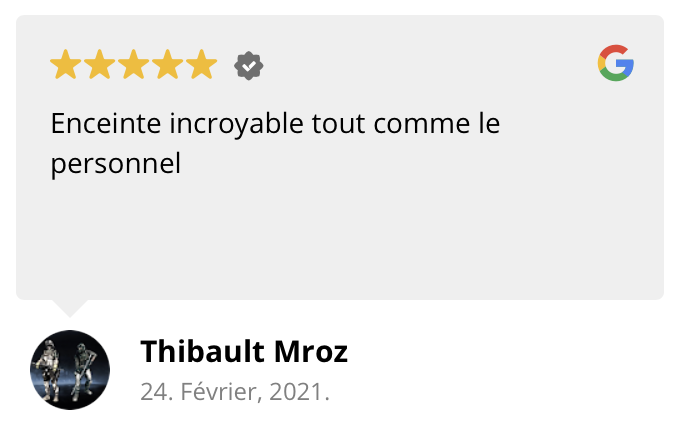 Enceinte incroyable tout comme le
personnel
Thibault Mroz
24. Février, 2021.